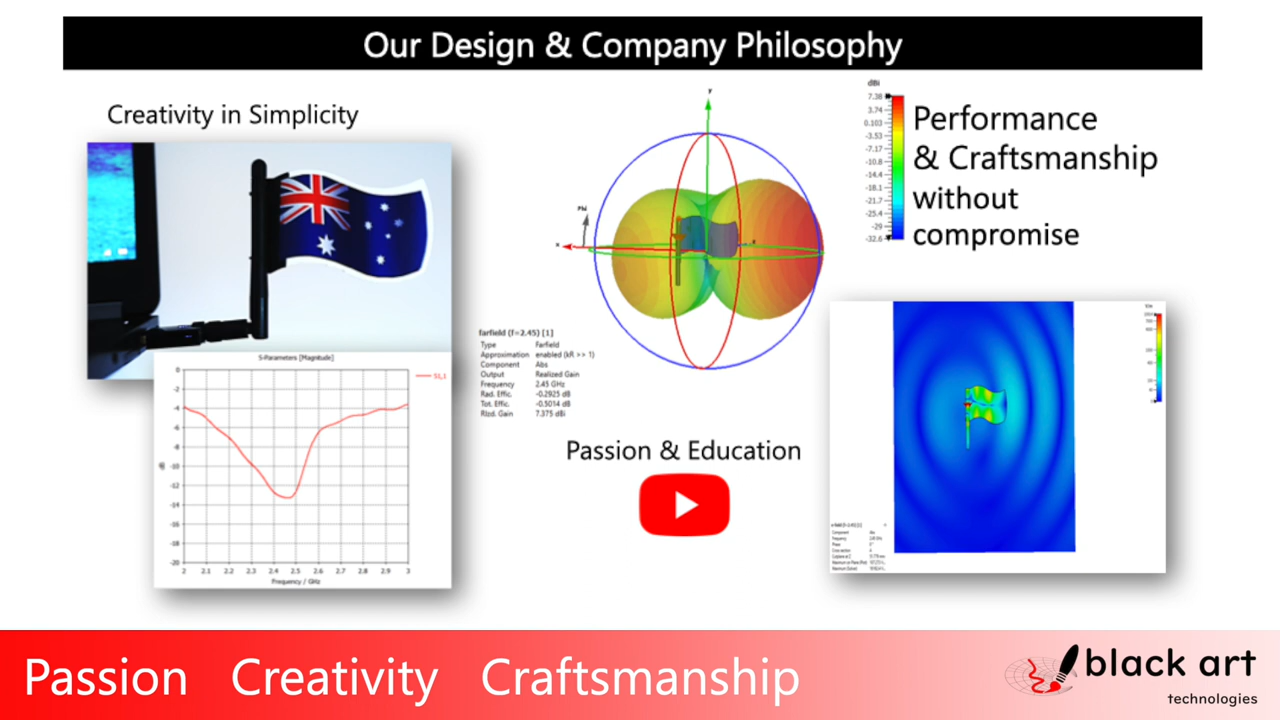 Our Design & Company Philosophy
Creativity in Simplicity
Performance
& Craftsmanship
without
compromise
dBi
7.38
3.74
0.103
-3.53
-7.17
-10.8
-14.4
-18.1
-21.7
-25.4
-29
-32.6
y
Phi
x
z
farfield (f=2.45) [1]
Type Farfield
Approximation enabled (kR >> 1)
Component Abs
Output Realized Gain
Frequency 2.45 GHz
Rad. Effic. -0.2925 dB
Tot. Effic. -0.5014 dB
Rlzd. Gain 7.375 dBi
S-Parameters [Magnitude]
S1,1
0
-2
-4
-6
-8
-10
-12
-14
-16
-18
-20
dB
2 2.1 2.2 2.3 2.4 2.5 2.6 2.7 2.8 2.9 3
Frequency / GHz
Passion & Education
Passion Creativity Craftsmanship
black art
technologies